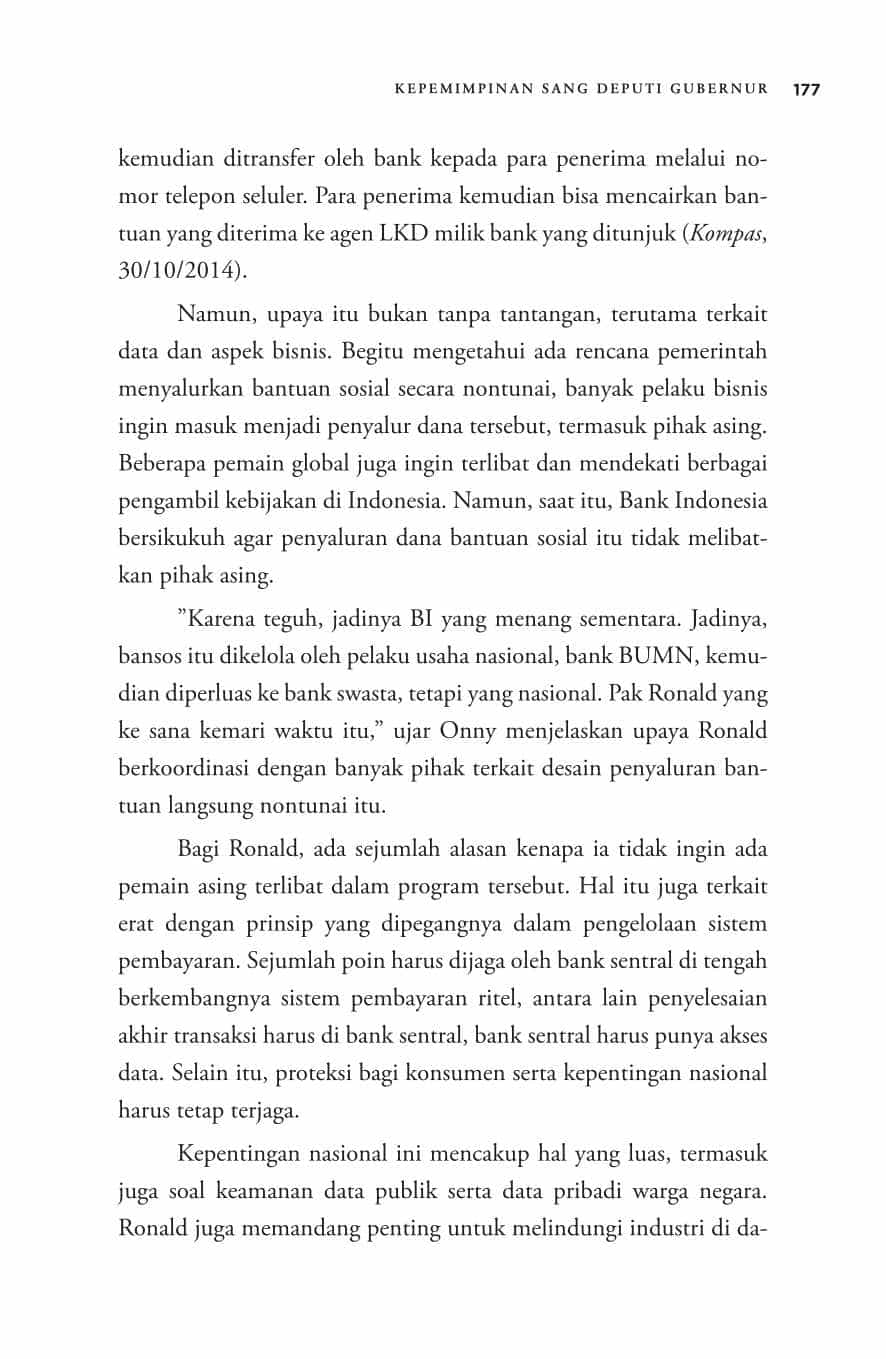 KEPEMIMPINAN SANG DEPUTI GUBERNUR 177
kemudian ditransfer oleh bank kepada para penerima melalui no-
mor telepon seluler. Para penerima kemudian bisa mencairkan ban-
tuan yang diterima ke agen LKD milik bank yang ditunjuk (Kompas,
30/10/2014).
Namun, upaya itu bukan tanpa tantangan, terutama terkait
data dan aspek bisnis. Begitu mengetahui ada rencana pemerintah
menyalurkan bantuan sosial secara nontunai, banyak pelaku bisnis
ingin masuk menjadi penyalur dana tersebut, termasuk pihak asing.
Beberapa pemain global juga ingin terlibat dan mendekati berbagai
pengambil kebijakan di Indonesia. Namun, saat itu, Bank Indonesia
bersikukuh agar penyaluran dana bantuan sosial itu tidak melibat-
kan pihak asing.
”Karena teguh, jadinya BI yang menang sementara. Jadinya,
bansos itu dikelola oleh pelaku usaha nasional, bank BUMN, kemu-
dian diperluas ke bank swasta, tetapi yang nasional. Pak Ronald yang
ke sana kemari waktu itu,” ujar Onny menjelaskan upaya Ronald
berkoordinasi dengan banyak pihak terkait desain penyaluran ban-
tuan langsung nontunai itu.
Bagi Ronald, ada sejumlah alasan kenapa ia tidak ingin ada
pemain asing terlibat dalam program tersebut. Hal itu juga terkait
erat dengan prinsip yang dipegangnya dalam pengelolaan sistem
pembayaran. Sejumlah poin harus dijaga oleh bank sentral di tengah
berkembangnya sistem pembayaran ritel, antara lain penyelesaian
akhir transaksi harus di bank sentral, bank sentral harus punya akses
data. Selain itu, proteksi bagi konsumen serta kepentingan nasional
harus tetap terjaga.
Kepentingan nasional ini mencakup hal yang luas, termasuk
juga soal keamanan data publik serta data pribadi warga negara.
Ronald juga memandang penting untuk melindungi industri di da-